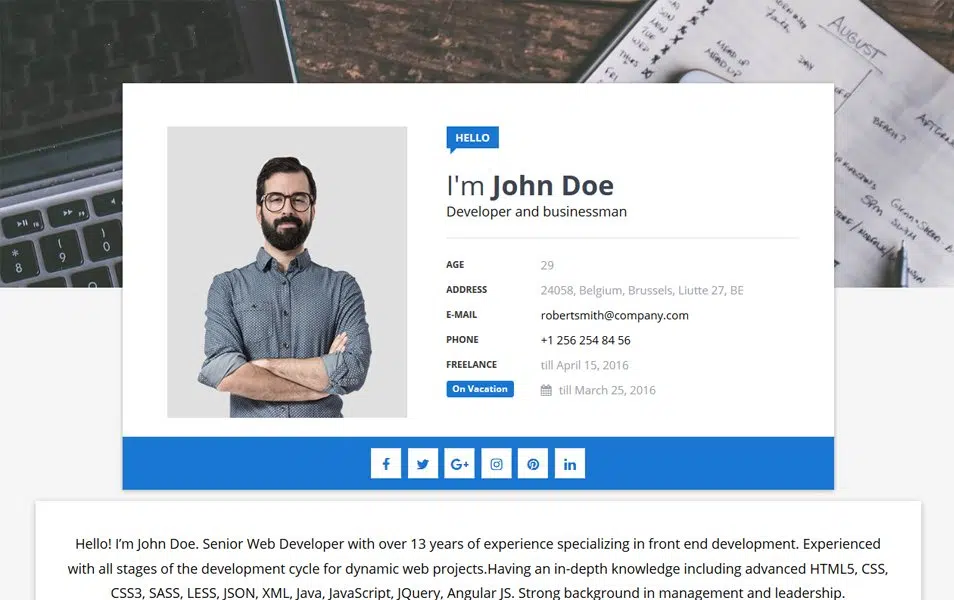 AUGUST
HELLO
I'm John Doe
Developer and businessman
AGE 29
ADDRESS 24058, Belgium, Brussels, Liutte 27, BE
E-MAIL robertsmith@company.com
PHONE +1 256 254 84 56
FREELANCE till April 15, 2016
On Vacation till March 25, 2016
Hello! I’m John Doe. Senior Web Developer with over 13 years of experience specializing in front end development. Experienced
with all stages of the development cycle for dynamic web projects.Having an in-depth knowledge including advanced HTML5, CSS,
CSS3, SASS, LESS, JSON, XML, Java, JavaScript, JQuery, Angular JS. Strong background in management and leadership.